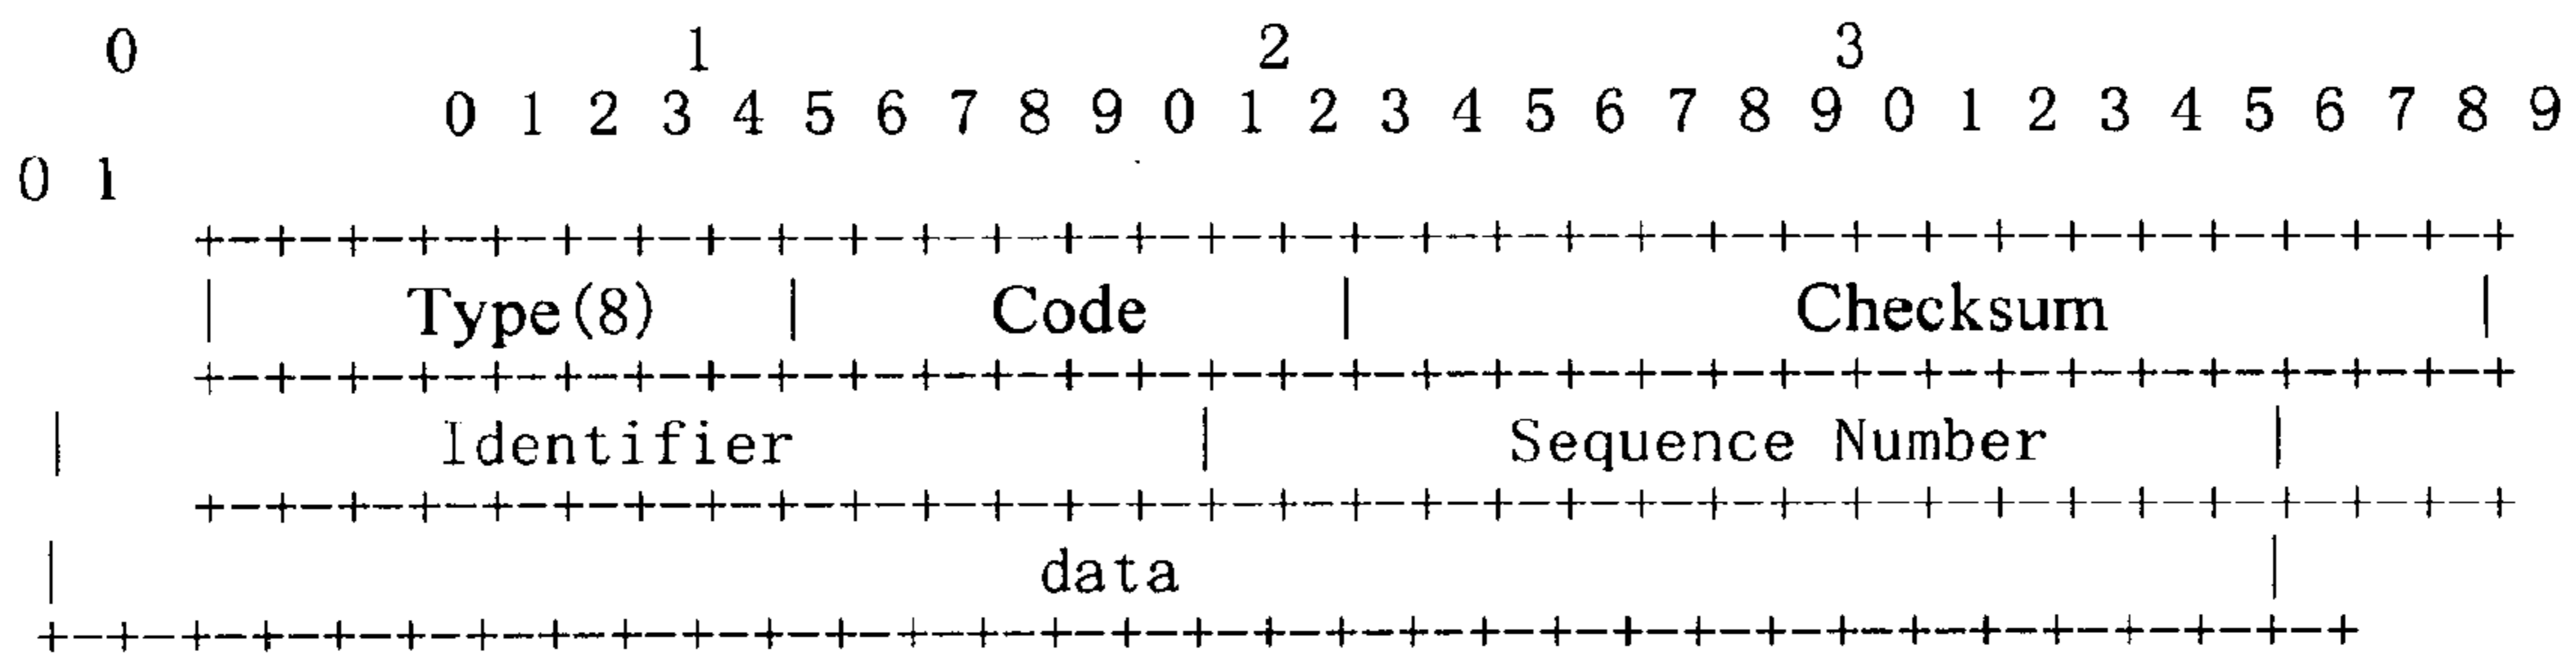 0 1 2 3
0 1 2 3 4 5 6 7 8 9 0 1 2 3 4 5 6 7 8 9 0 1 2 3 4 5 6 7 8 9
0 1
+-+-+-+-+-+-+-+-+-+-+-+-+-+-+-+-+-+-+-+-+-+-+-+-+-+-+-+-+-+-+-+-+
| Type(8) | Code | Checksum |
+-+-+-+-+-+-+-+-+-+-+-+-+-+-+-+-+-+-+-+-+-+-+-+-+-+-+-+-+-+-+-+-+
| Identifier | Sequence Number |
+-+-+-+-+-+-+-+-+-+-+-+-+-+-+-+-+-+-+-+-+-+-+-+-+-+-+-+-+-+-+-+-+
| data |
+-+-+-+-+-+-+-+-+-+-+-+-+-+-+-+-+-+-+-+-+-+-+-+-+-+-+-+-+-+-+-+-+